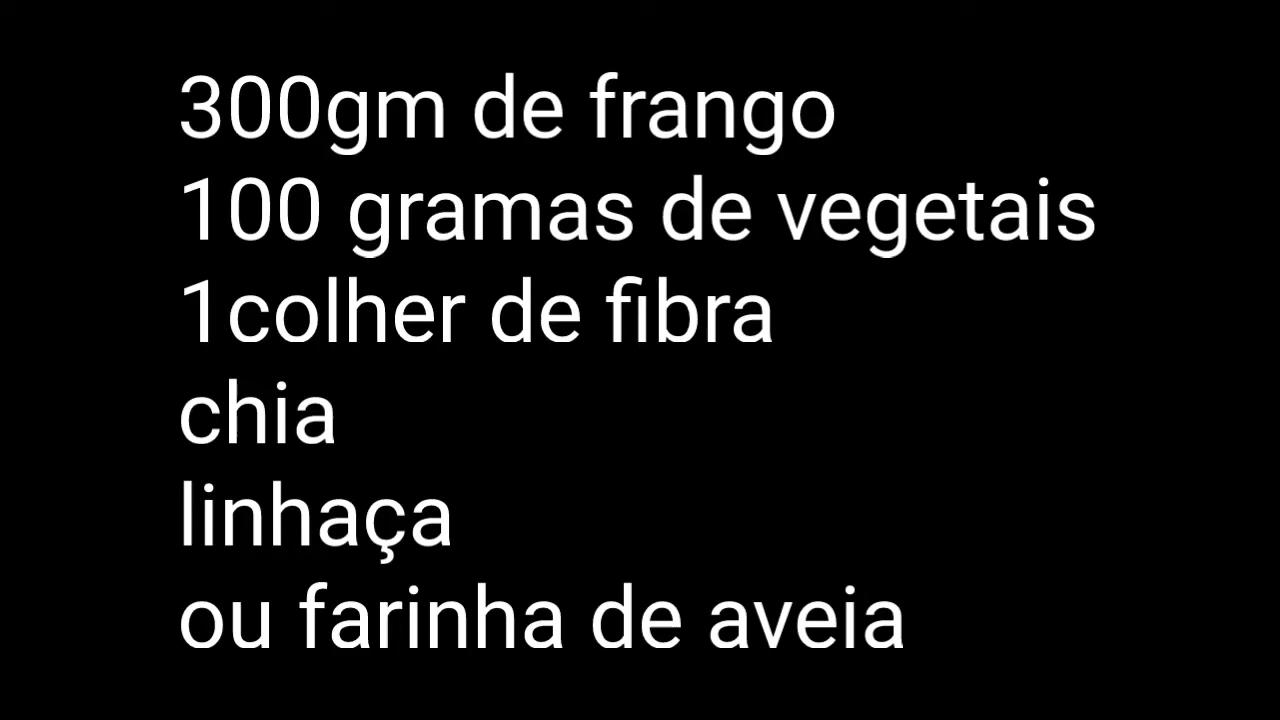 300gm de frango
100 gramas de vegetais
1colher de fibra
chia
linhaça
ou farinha de aveia